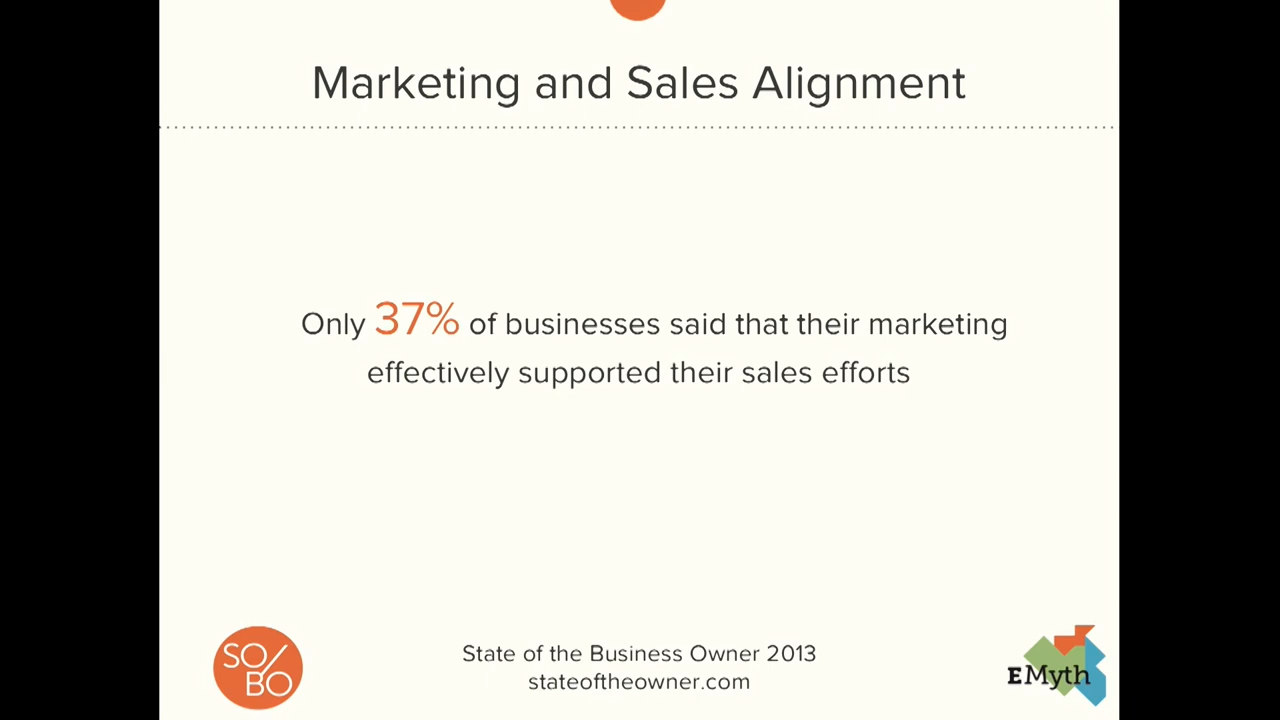 Marketing and Sales Alignment
Only 37% of businesses said that their marketing
effectively supported their sales efforts
SO/
BO
State of the Business Owner 2013
stateoftheowner.com
EMyth